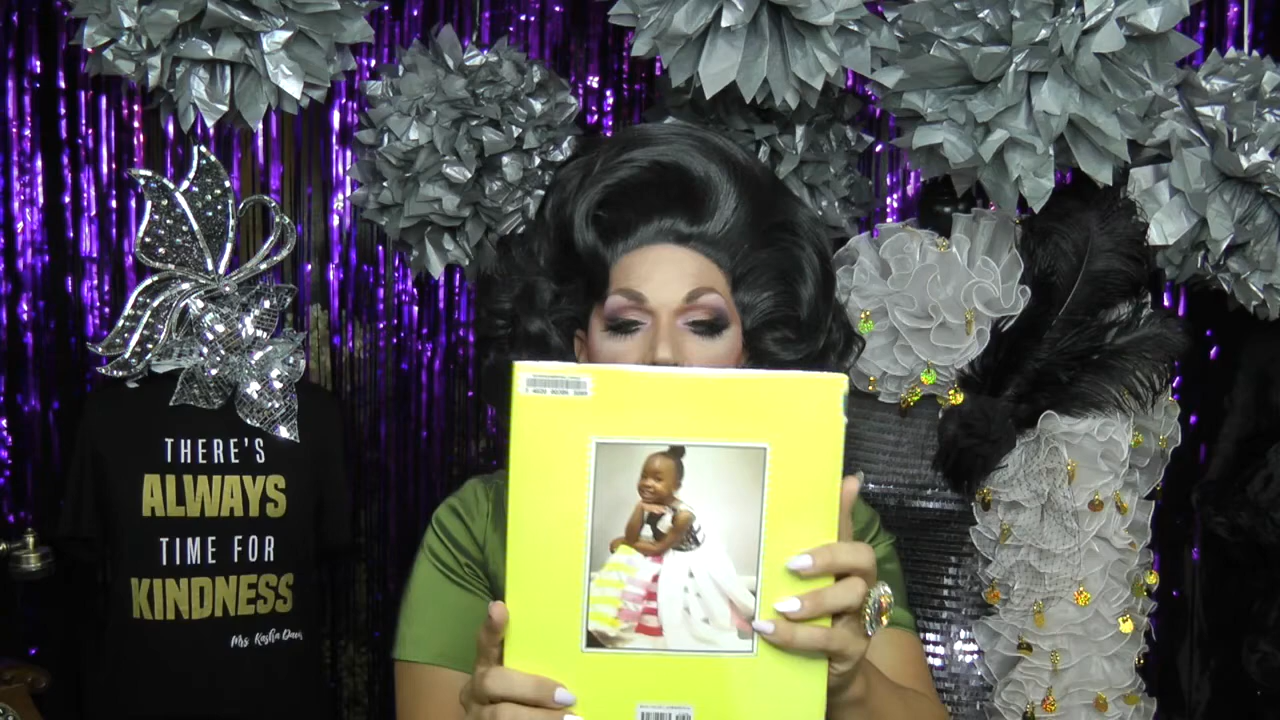 THERE'S
ALWAYS
TIME FOR
KINDNESS
Mrs Kasha Davis